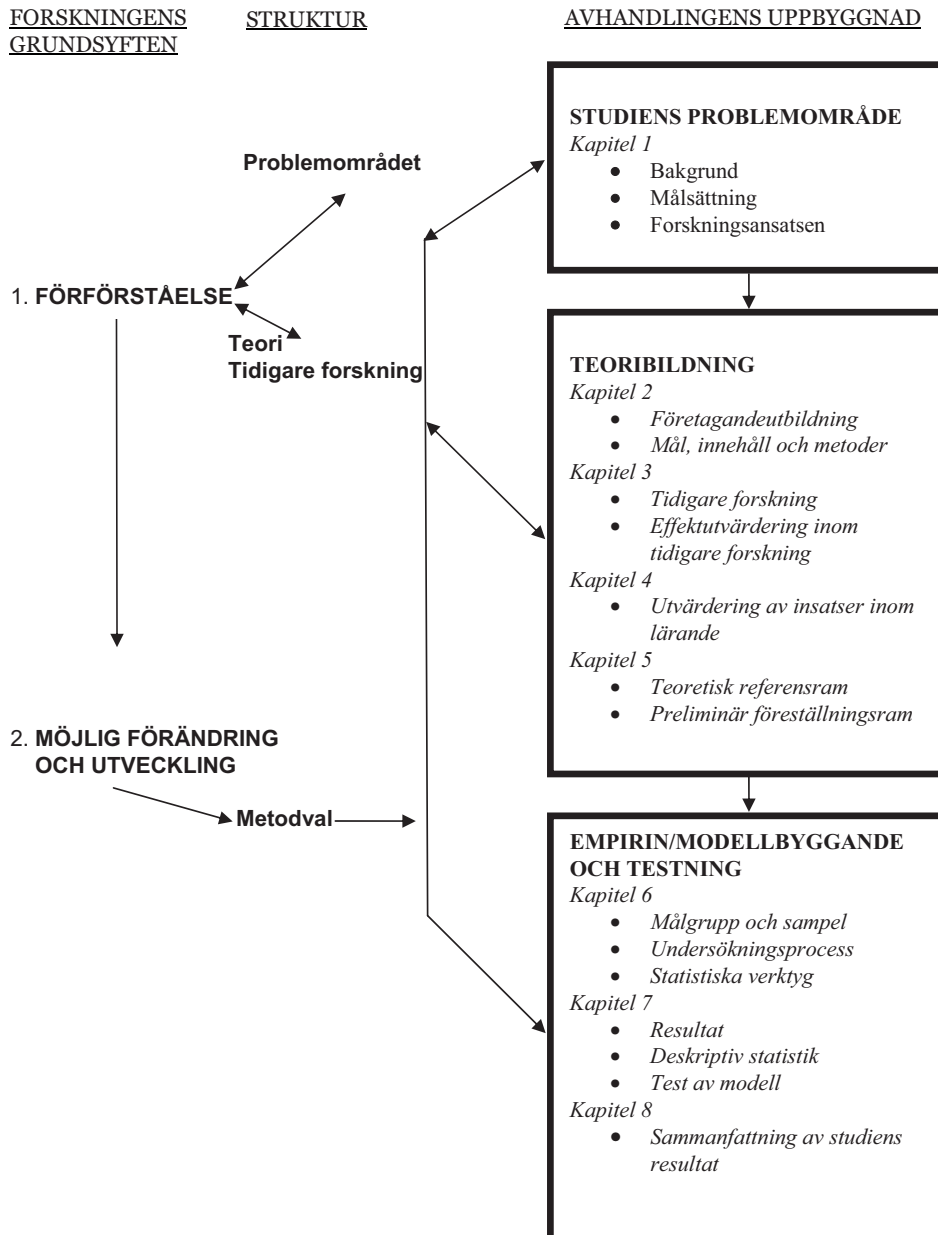 FORSKNINGENS
GRUNDSYFTEN
STRUKTUR
AVHANDLINGENS UPPBYGGNAD
Problemområdet
1. FÖRFÖRSTÅELSE
Teori
Tidigare forskning
2. MÖJLIG FÖRÄNDRING
OCH UTVECKLING
Metodval
STUDIENS PROBLEMOMRÅDE
Kapitel 1
● Bakgrund
● Målsättning
● Forskningsansatsen
TEORIBILDNING
Kapitel 2
● Företagandeutbildning
● Mål, innehåll och metoder
Kapitel 3
● Tidigare forskning
● Effektutvärdering inom
tidigare forskning
Kapitel 4
● Utvärdering av insatser inom
lärande
Kapitel 5
● Teoretisk referensram
● Preliminär föreställningsram
EMPIRIN/MODELLBYGGANDE
OCH TESTNING
Kapitel 6
● Målgrupp och sampel
● Undersökningsprocess
● Statistiska verktyg
Kapitel 7
● Resultat
● Deskriptiv statistik
● Test av modell
Kapitel 8
● Sammanfattning av studiens
resultat